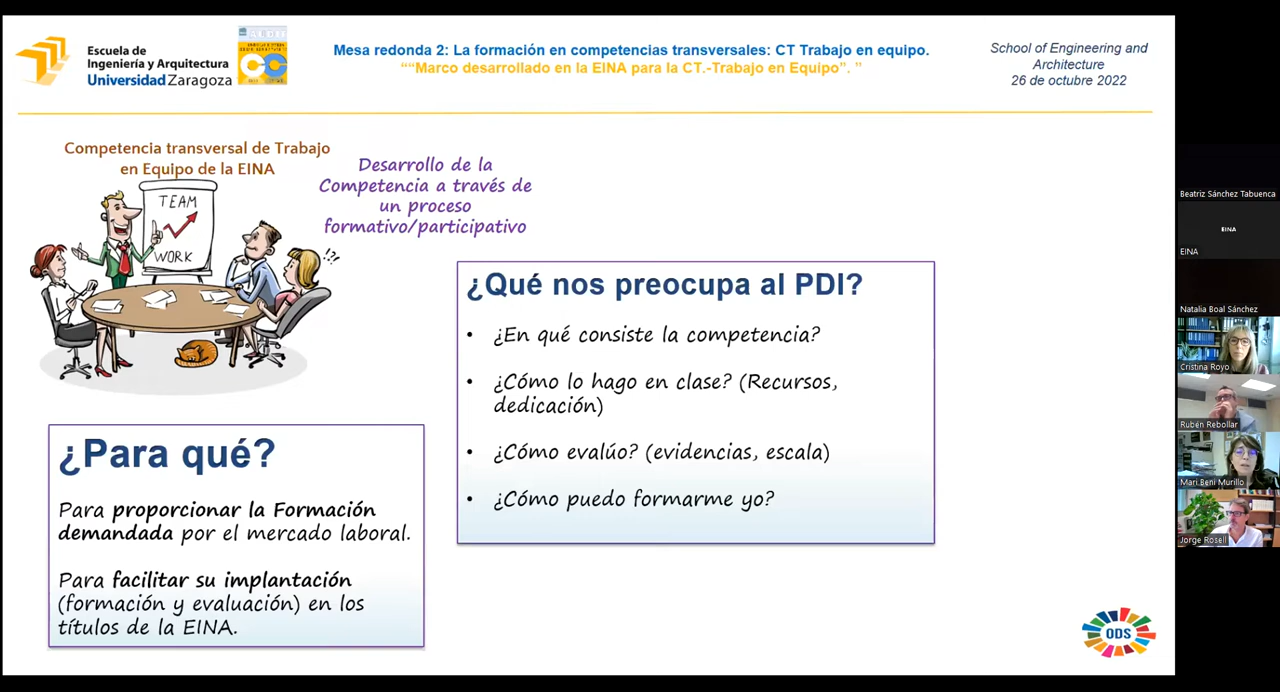 Escuela de
Ingeniería y Arquitectura
Universidad Zaragoza
Mesa redonda 2: La formación en competencias transversales: CT Trabajo en equipo.
““Marco desarrollado en la EINA para la CT.-Trabajo en Equipo”. ”
School of Engineering and
Architecture
26 de octubre 2022
Competencia transversal de Trabajo
en Equipo de la EINA
TEAM
WORK
!?!
Desarrollo de la
Competencia a través de
un proceso
formativo/participativo
¿Qué nos preocupa al PDI?
• ¿En qué consiste la competencia?
• ¿Cómo lo hago en clase? (Recursos,
dedicación)
• ¿Cómo evalúo? (evidencias, escala)
• ¿Cómo puedo formarme yo?
¿Para qué?
Para proporcionar la Formación
demandada por el mercado laboral.
Para facilitar su implantación
(formación y evaluación) en los
títulos de la EINA.
ODS
Beatriz Sánchez Tabuenca
EINA
EINA
Natalia Boal Sánchez
Cristina Royo
Rubén Rebollar
Mari.Beni Murillo
Jorge Rosell